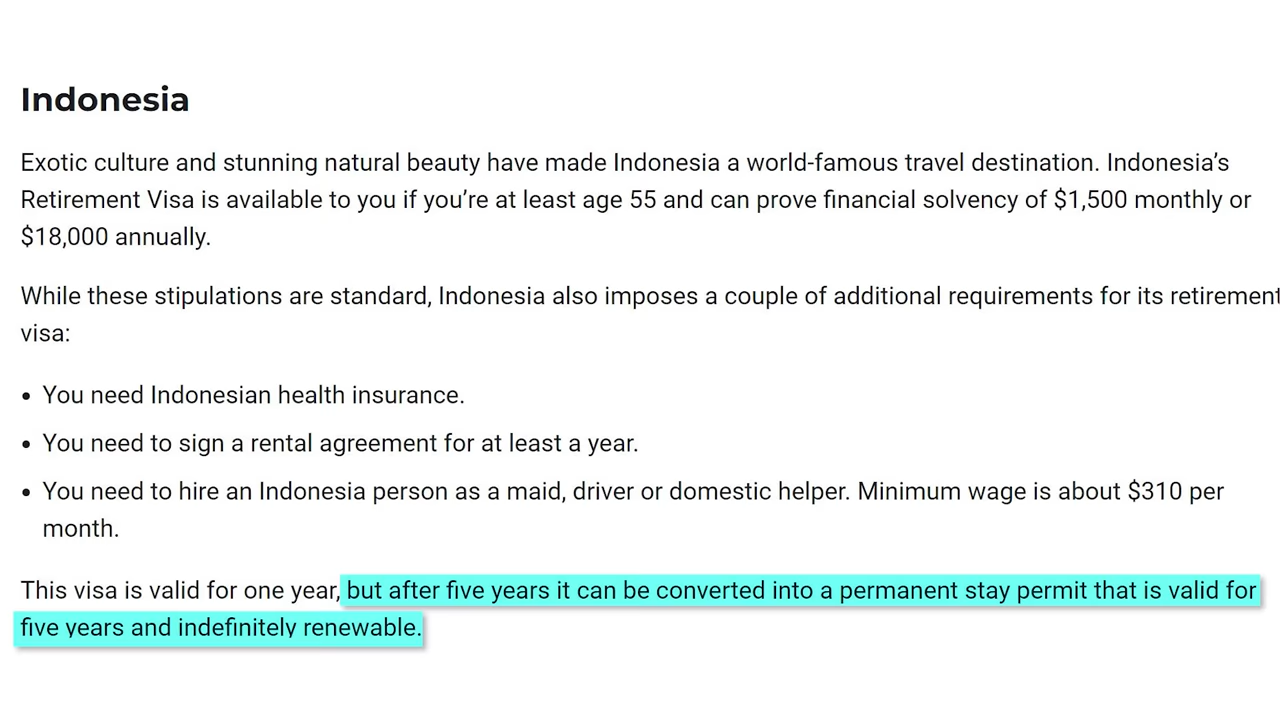 Indonesia
Exotic culture and stunning natural beauty have made Indonesia a world-famous travel destination. Indonesia’s
Retirement Visa is available to you if you’re at least age 55 and can prove financial solvency of $1,500 monthly or
$18,000 annually.
While these stipulations are standard, Indonesia also imposes a couple of additional requirements for its retirement
visa:
• You need Indonesian health insurance.
• You need to sign a rental agreement for at least a year.
• You need to hire an Indonesia person as a maid, driver or domestic helper. Minimum wage is about $310 per
month.
This visa is valid for one year, but after five years it can be converted into a permanent stay permit that is valid for
five years and indefinitely renewable.